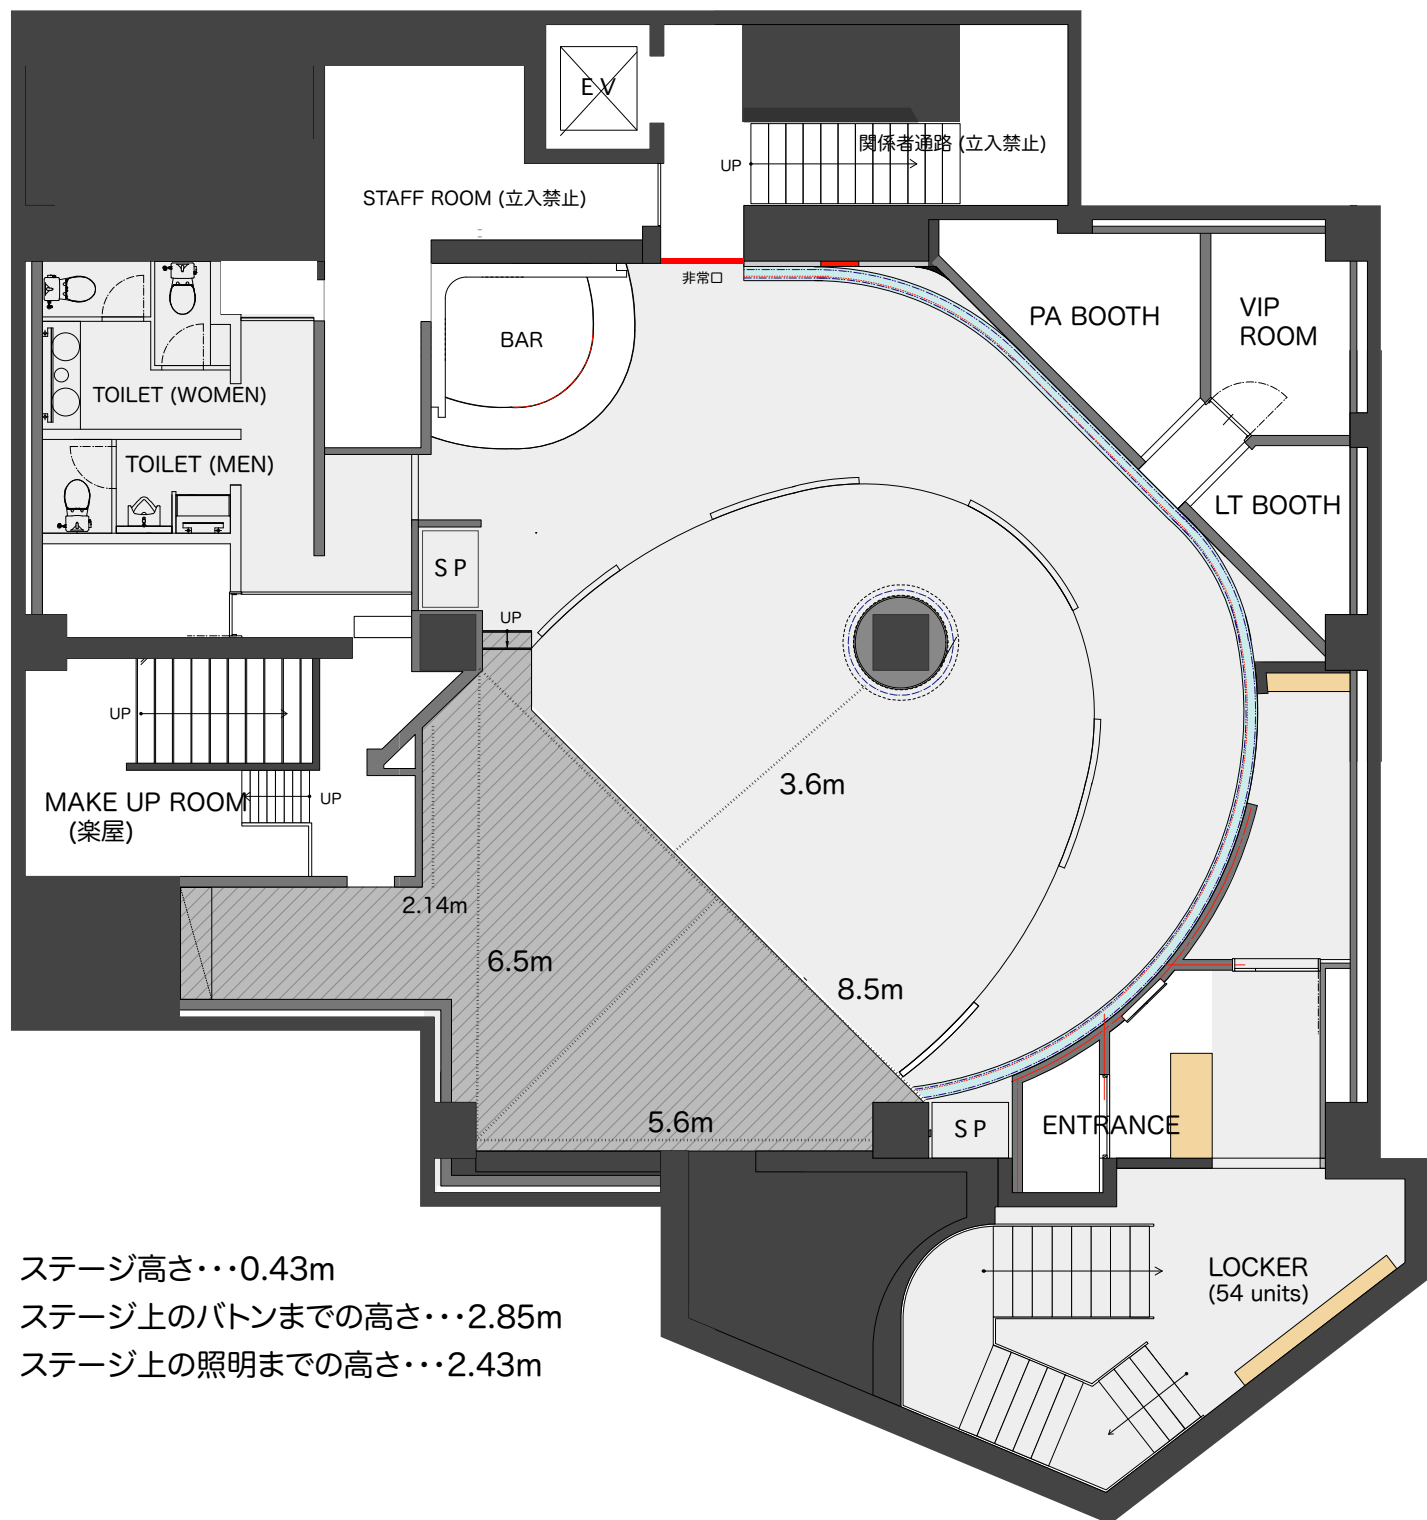 EV
関係者通路 (立入禁止)
UP
STAFF ROOM (立入禁止)
非常口
PA BOOTH
VIP
ROOM
BAR
TOILET (WOMEN)
TOILET (MEN)
LT BOOTH
SP
UP
UP
3.6m
MAKE UP ROOM
(楽屋)
UP
2.14m
6.5m
8.5m
5.6m
SP
ENTRANCE
ステージ高さ・・・0.43m
ステージ上のバトンまでの高さ・・・2.85m
ステージ上の照明までの高さ・・・2.43m
LOCKER
(54 units)